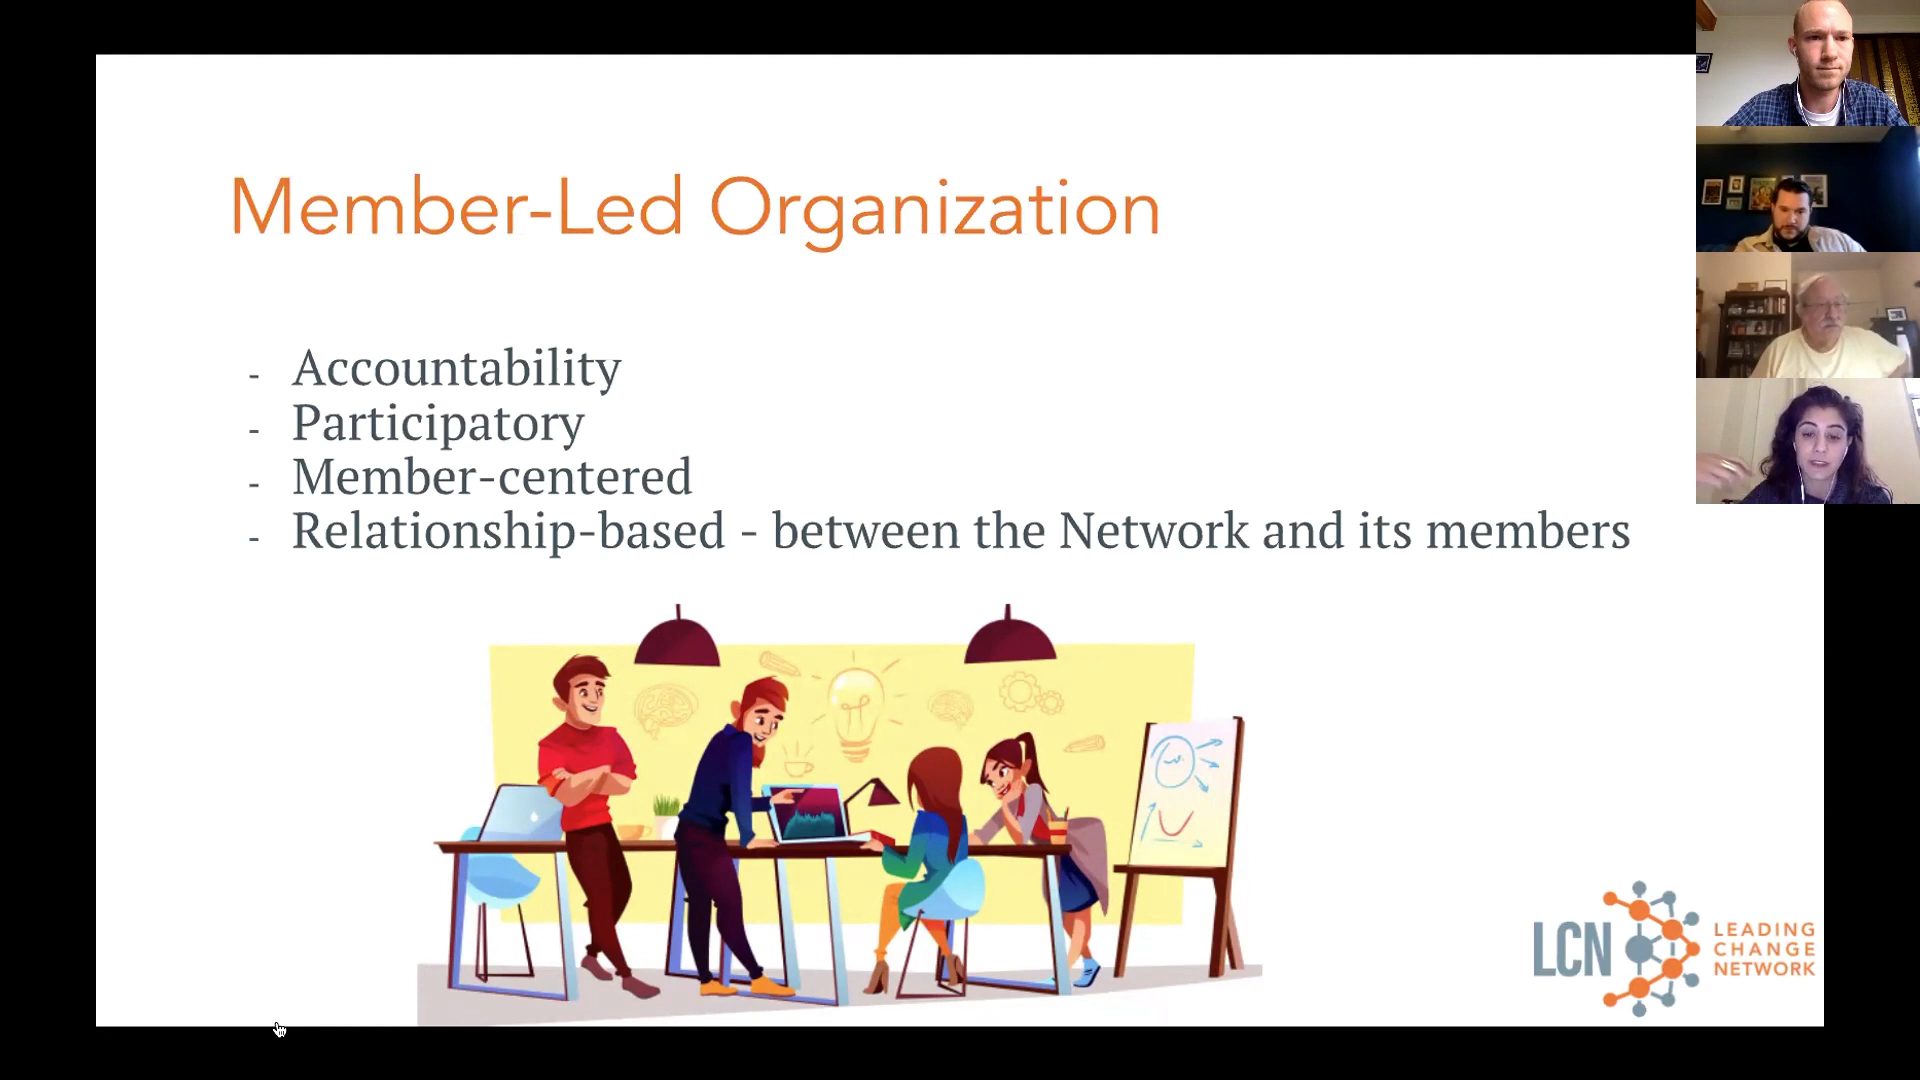 Member-Led Organization
- Accountability
- Participatory
- Member-centered
- Relationship-based - between the Network and its members
LCN
LEADING
CHANGE
NETWORK